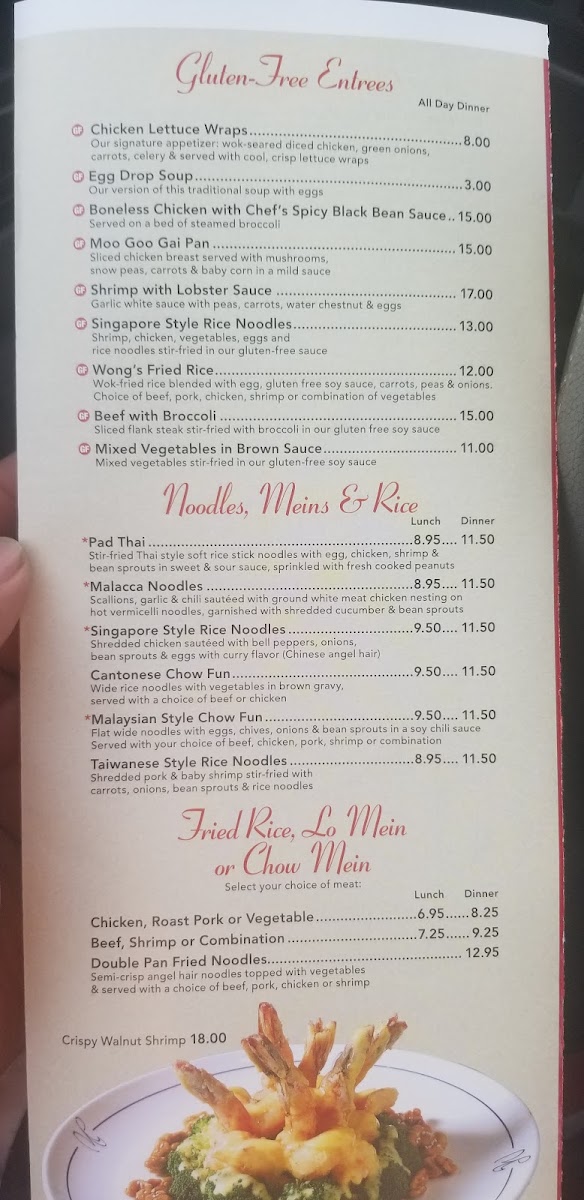 Gluten-Free Entrees
All Day Dinner
GF Chicken Lettuce Wraps..........8.00
Our signature appetizer: wok-seared diced chicken, green onions,
carrots, celery & served with cool, crisp lettuce wraps
GF Egg Drop Soup..........3.00
Our version of this traditional soup with eggs
GF Boneless Chicken with Chef's Spicy Black Bean Sauce.. 15.00
Served on a bed of steamed broccoli
GF Moo Goo Gai Pan..........15.00
Sliced chicken breast served with mushrooms,
snow peas, carrots & baby corn in a mild sauce
GF Shrimp with Lobster Sauce..........17.00
Garlic white sauce with peas, carrots, water chestnut & eggs
GF Singapore Style Rice Noodles..........13.00
Shrimp, chicken, vegetables, eggs and
rice noodles stir-fried in our gluten-free sauce
GF Wong's Fried Rice..........12.00
Wok-fried rice blended with egg, gluten free soy sauce, carrots, peas & onions.
Choice of beef, pork, chicken, shrimp or combination of vegetables
GF Beef with Broccoli..........15.00
Sliced flank steak stir-fried with broccoli in our gluten free soy sauce
GF Mixed Vegetables in Brown Sauce..........11.00
Mixed vegetables stir-fried in our gluten-free soy sauce
Noodles, Meins & Rice
Lunch Dinner
*Pad Thai..........8.95.... 11.50
Stir-fried Thai style soft rice stick noodles with egg, chicken, shrimp &
bean sprouts in sweet & sour sauce, sprinkled with fresh cooked peanuts
*Malacca Noodles..........8.95.... 11.50
Scallions, garlic & chili sautéed with ground white meat chicken nesting on
hot vermicelli noodles, garnished with shredded cucumber & bean sprouts
*Singapore Style Rice Noodles..........9.50.... 11.50
Shredded chicken sautéed with bell peppers, onions,
bean sprouts & eggs with curry flavor (Chinese angel hair)
Cantonese Chow Fun..........9.50.... 11.50
Wide rice noodles with vegetables in brown gravy,
served with a choice of beef or chicken
*Malaysian Style Chow Fun..........9.50.... 11.50
Flat wide noodles with eggs, chives, onions & bean sprouts in a soy chili sauce
Served with your choice of beef, chicken, pork, shrimp or combination
Taiwanese Style Rice Noodles..........8.95.... 11.50
Shredded pork & baby shrimp stir-fried with
carrots, onions, bean sprouts & rice noodles
Fried Rice, Lo Mein
or Chow Mein
Select your choice of meat:
Lunch Dinner
Chicken, Roast Pork or Vegetable..........6.95......8.25
Beef, Shrimp or Combination..........7.25...... 9.25
Double Pan Fried Noodles..........12.95
Semi-crisp angel hair noodles topped with vegetables
& served with a choice of beef, pork, chicken or shrimp
Crispy Walnut Shrimp 18.00